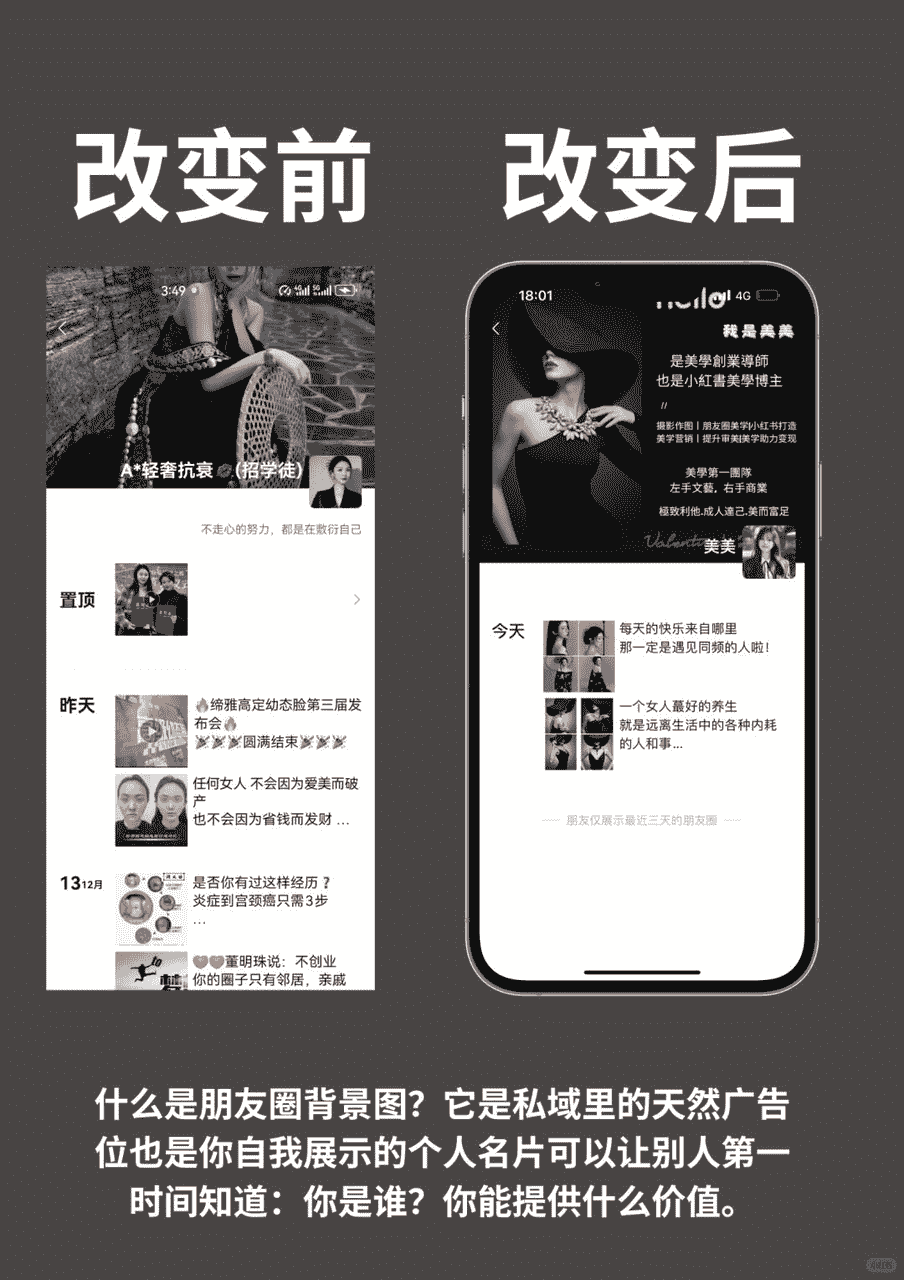 改变前
改变后
3:49
A*轻奢抗衰(招学徒)
不走心的努力，都是在敷衍自己
置顶
昨天
🔥缔雅高定幼态脸第三届发
布会🔥
🎉🎉🎉圆满结束🎉🎉🎉
任何女人 不会因为爱美而破
产
也不会因为省钱而发财 ...
1312月
是否你有过这样经历？
炎症到宫颈癌只需3步
...
董明珠说：不创业
你的圈子只有邻居，亲戚
18:01
4G
我是美美
是美學創業導師
也是小紅書美學博主
//
摄影作图丨朋友圈美学|小红书打造
美学营销丨提升审美|美学助力变现
美學第一團隊
左手文藝，右手商業
極致利他.成人達己.美而富足
美美
今天
每天的快乐来自哪里
那一定是遇见同频的人啦！
一个女人蕞好的养生
就是远离生活中的各种内耗
的人和事...
朋友仅展示最近三天的朋友圈
什么是朋友圈背景图？它是私域里的天然广告
位也是你自我展示的个人名片可以让别人第一
时间知道：你是谁？你能提供什么价值。